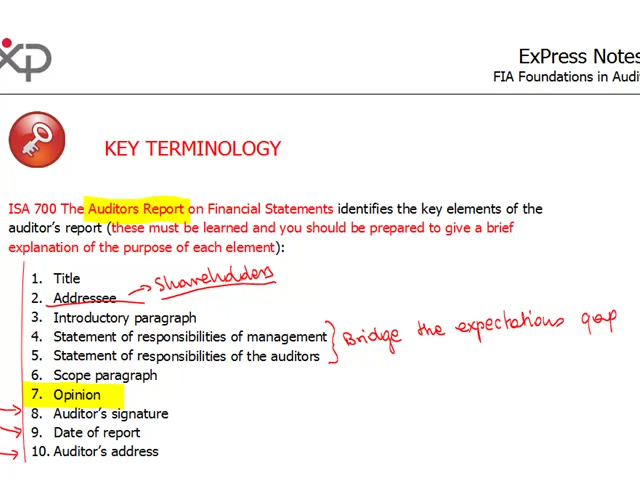 xp
ExPress Notes
FIA Foundations in Audi
KEY TERMINOLOGY
ISA 700 The Auditors Report on Financial Statements identifies the key elements of the
auditor's report (these must be learned and you should be prepared to give a brief
explanation of the purpose of each element):
1. Title
2. Addressee → Shareholders
3. Introductory paragraph
4. Statement of responsibilities of management
5. Statement of responsibilities of the auditors
Bridge the expectations gap
6. Scope paragraph
7. Opinion
8. Auditor's signature
9. Date of report
10. Auditor's address